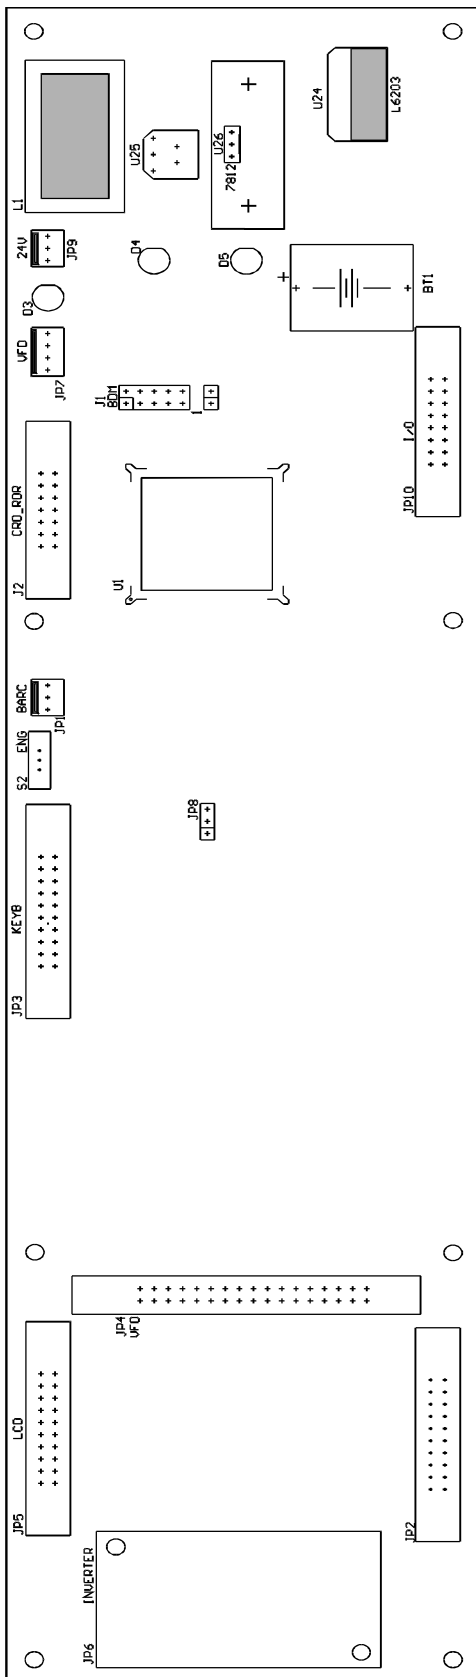 L1
U25
7812
U26
U24
L6203
24V
JP9
D4
D5
D3
BT1
VFD
JP7
J1
BDM
1
CRD_RDR
J2
I/O
JP10
U1
BARC
JP1
ENG
S2
JP8
KEYB
JP3
JP4
VFD
LCD
JP5
JP2
INVERTER
JP6